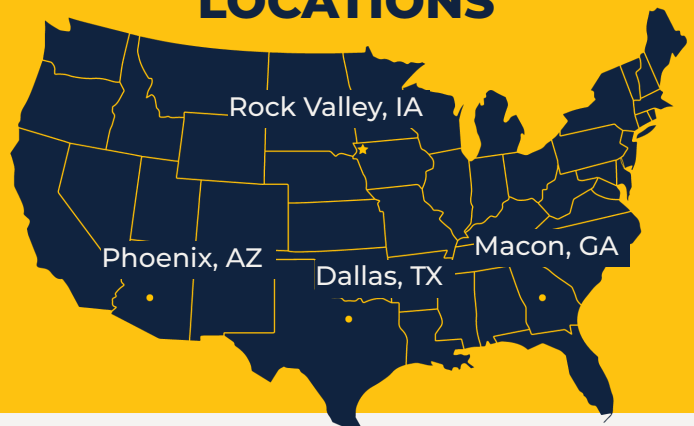 LOCATIONS
Rock Valley, IA
Phoenix, AZ
Dallas, TX
Macon, GA